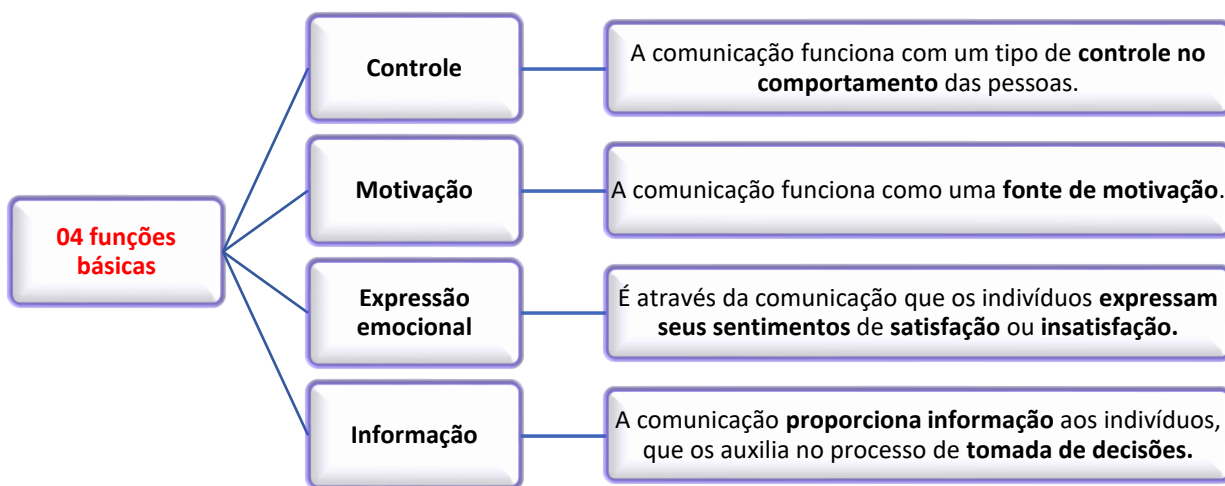 04 funções
básicas
Controle
A comunicação funciona com um tipo de controle no
comportamento das pessoas.
Motivação
A comunicação funciona como uma fonte de motivação.
Expressão
emocional
É através da comunicação que os indivíduos expressam
seus sentimentos de satisfação ou insatisfação.
Informação
A comunicação proporciona informação aos indivíduos,
que os auxilia no processo de tomada de decisões.